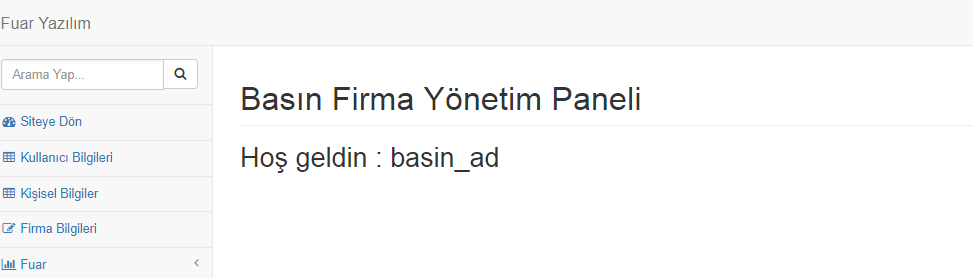 Fuar Yazılım
Arama Yap...
Siteye Dön
Kullanıcı Bilgileri
Kişisel Bilgiler
Firma Bilgileri
Fuar
Basın Firma Yönetim Paneli
Hoş geldin : basin_ad